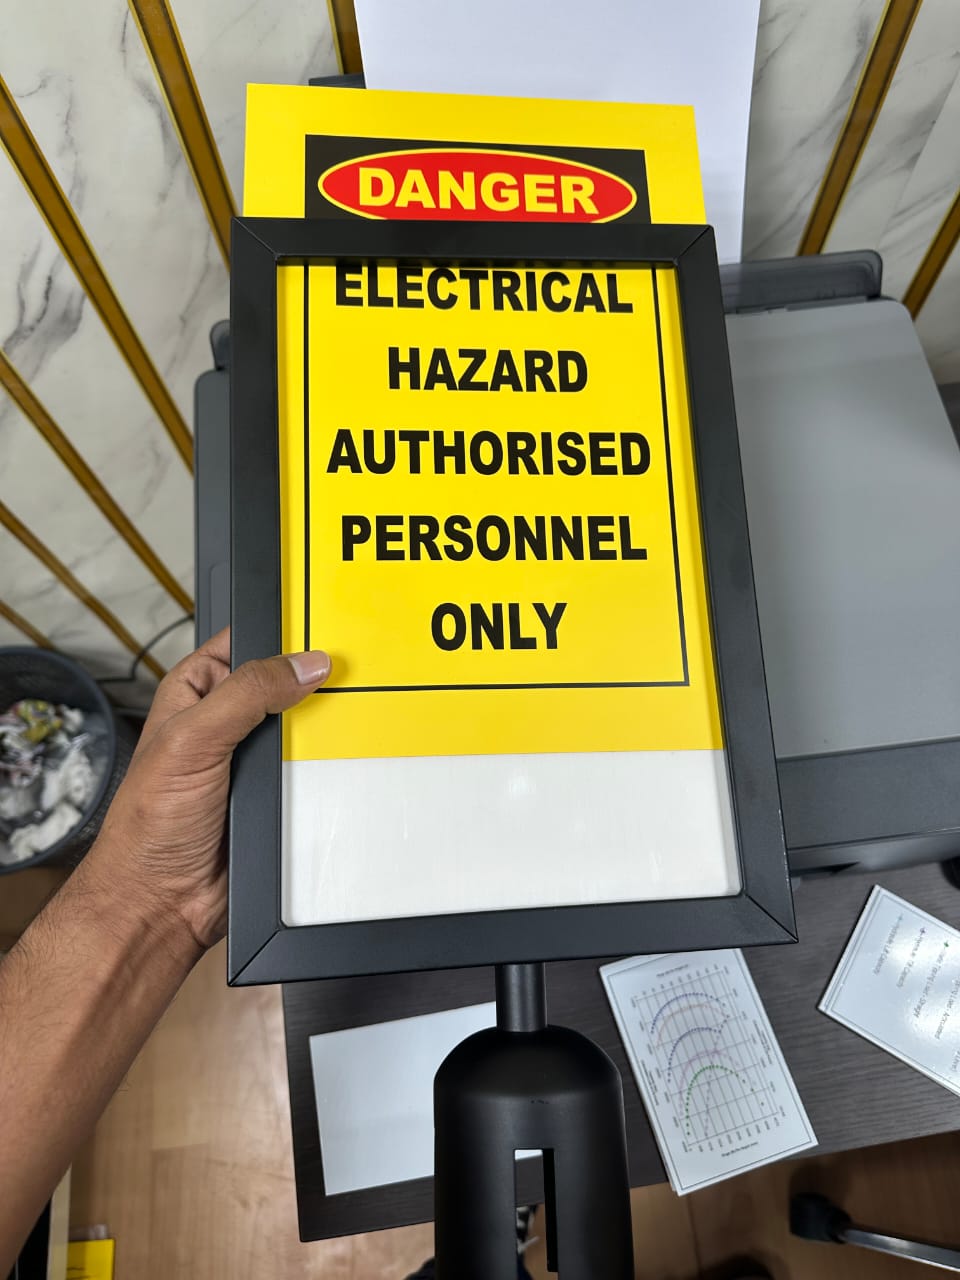 DANGER
ELECTRICAL
HAZARD
AUTHORISED
PERSONNEL
ONLY